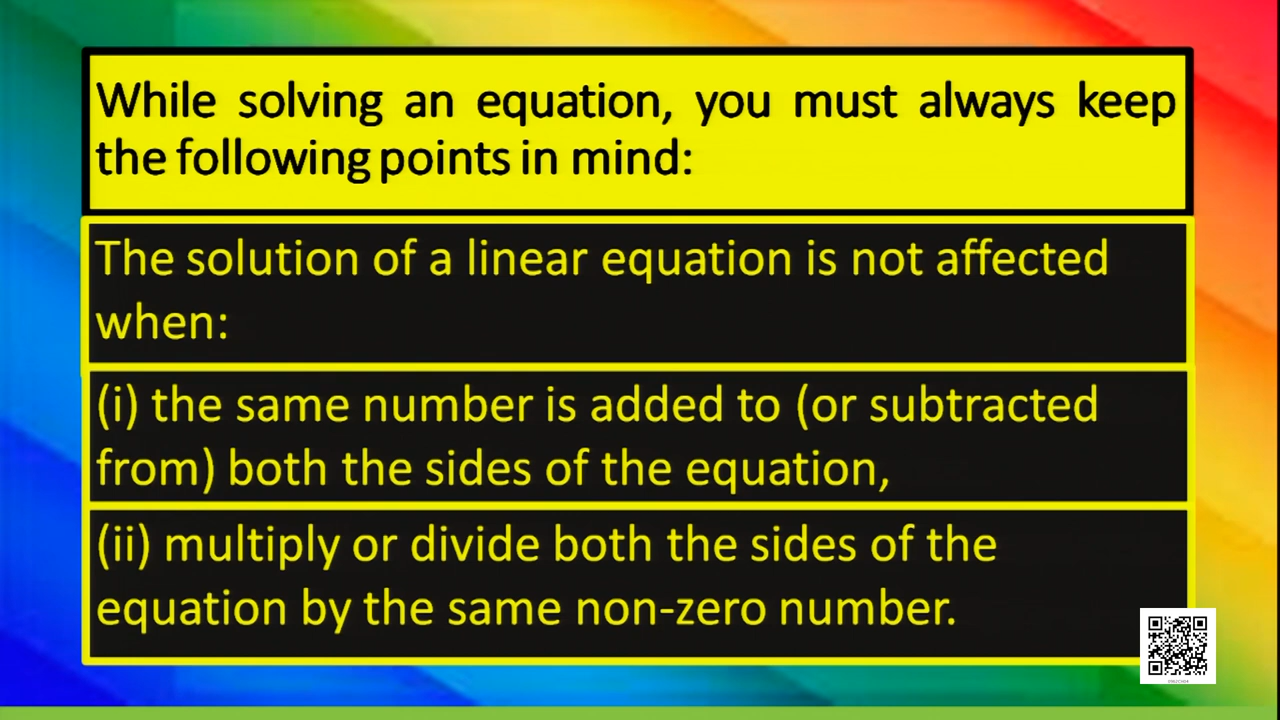 While solving an equation, you must always keep
the following points in mind:
The solution of a linear equation is not affected
when:
(i) the same number is added to (or subtracted
from) both the sides of the equation,
(ii) multiply or divide both the sides of the
equation by the same non-zero number.